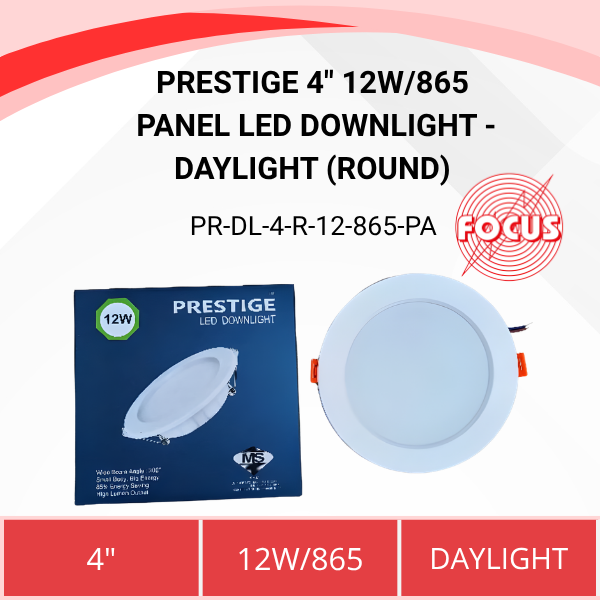 PRESTIGE 4" 12W/865
PANEL LED DOWNLIGHT -
DAYLIGHT (ROUND)
PR-DL-4-R-12-865-PA
FOCUS
12W
PRESTIGE
LED DOWNLIGHT
MS
Wide Beam Angle
Small Body, Big Energy
85% Energy Saving
High Lumen Output
4"
12W/865
DAYLIGHT